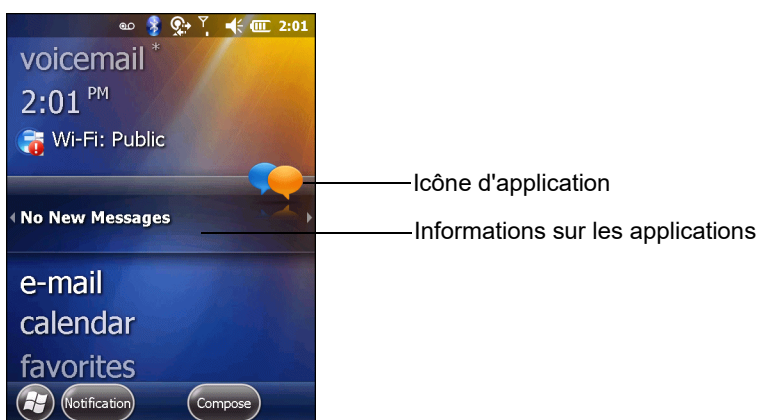 2:01
voicemail *
2:01 PM
Wi-Fi: Public
Icône d'application
No New Messages
Informations sur les applications
e-mail
calendar
favorites
Notification
Compose